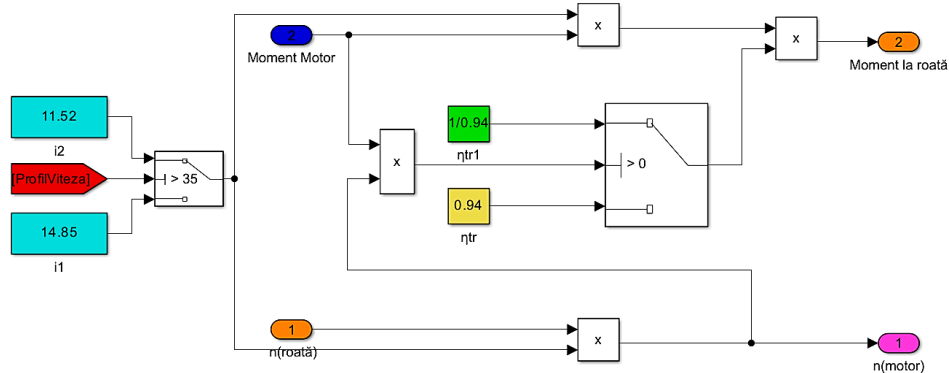 2
Moment Motor
x
x
2
Moment la roată
11.52
i2
[ProfilViteza]
> 35
14.85
i1
x
1/0.94
ηtr1
> 0
0.94
ηtr
1
n(roată)
x
1
n(motor)